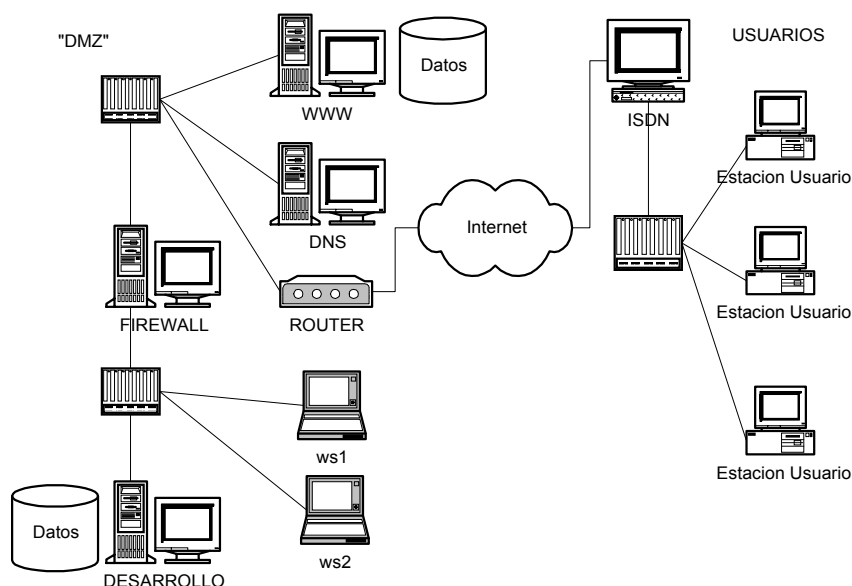 "DMZ"
USUARIOS
Datos
WWW
ISDN
Estacion Usuario
DNS
Internet
Estacion Usuario
FIREWALL
ROUTER
ws1
Estacion Usuario
Datos
ws2
DESARROLLO